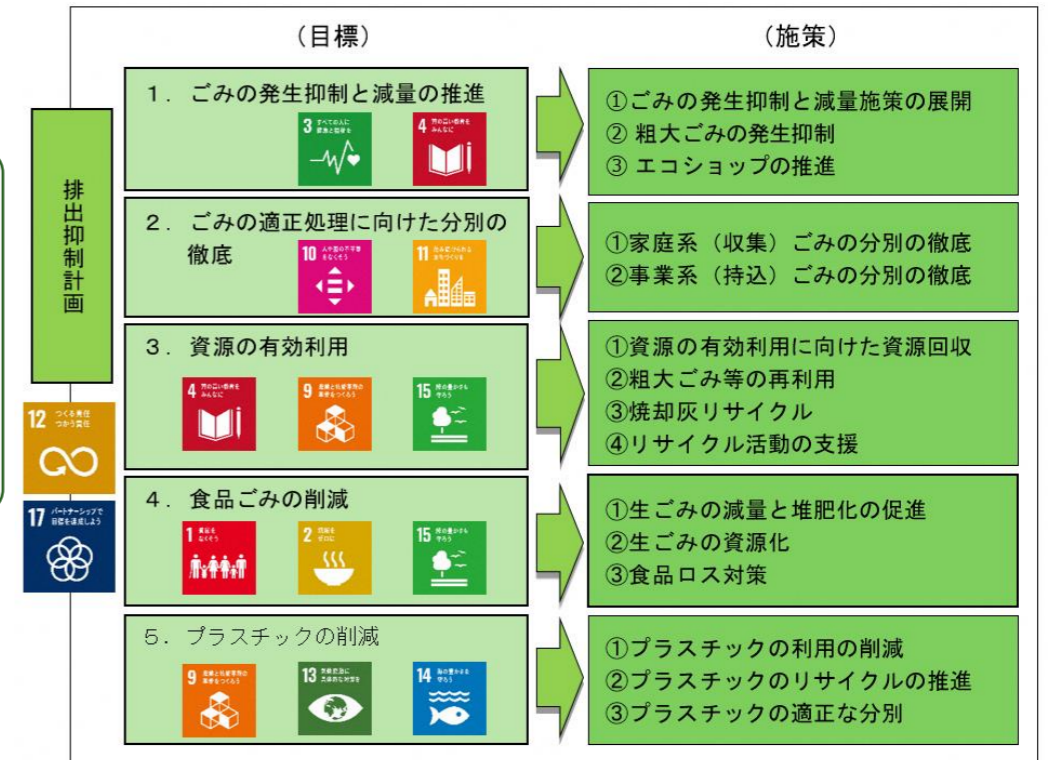 （目標）
（施策）
排出抑制計画
12 つくる責任
つかう責任
17 パートナーシップで
目標を達成しよう
１．ごみの発生抑制と減量の推進
3 すべての人に
健康と福祉を
4 質の高い教育を
みんなに
①ごみの発生抑制と減量施策の展開
② 粗大ごみの発生抑制
③ エコショップの推進
２．ごみの適正処理に向けた分別の
徹底
10 人や国の不平等
をなくそう
11 住み続けられる
まちづくりを
①家庭系（収集）ごみの分別の徹底
②事業系（持込）ごみの分別の徹底
３．資源の有効利用
4 質の高い教育を
みんなに
9 産業と技術革新の
基盤をつくろう
15 陸の豊かさも
守ろう
①資源の有効利用に向けた資源回収
②粗大ごみ等の再利用
③焼却灰リサイクル
④リサイクル活動の支援
４．食品ごみの削減
1 貧困を
なくそう
2 飢餓を
ゼロに
15 陸の豊かさも
守ろう
①生ごみの減量と堆肥化の促進
②生ごみの資源化
③食品ロス対策
５．プラスチックの削減
9 産業と技術革新の
基盤をつくろう
13 気候変動に
具体的な対策を
14 海の豊かさを
守ろう
①プラスチックの利用の削減
②プラスチックのリサイクルの推進
③プラスチックの適正な分別